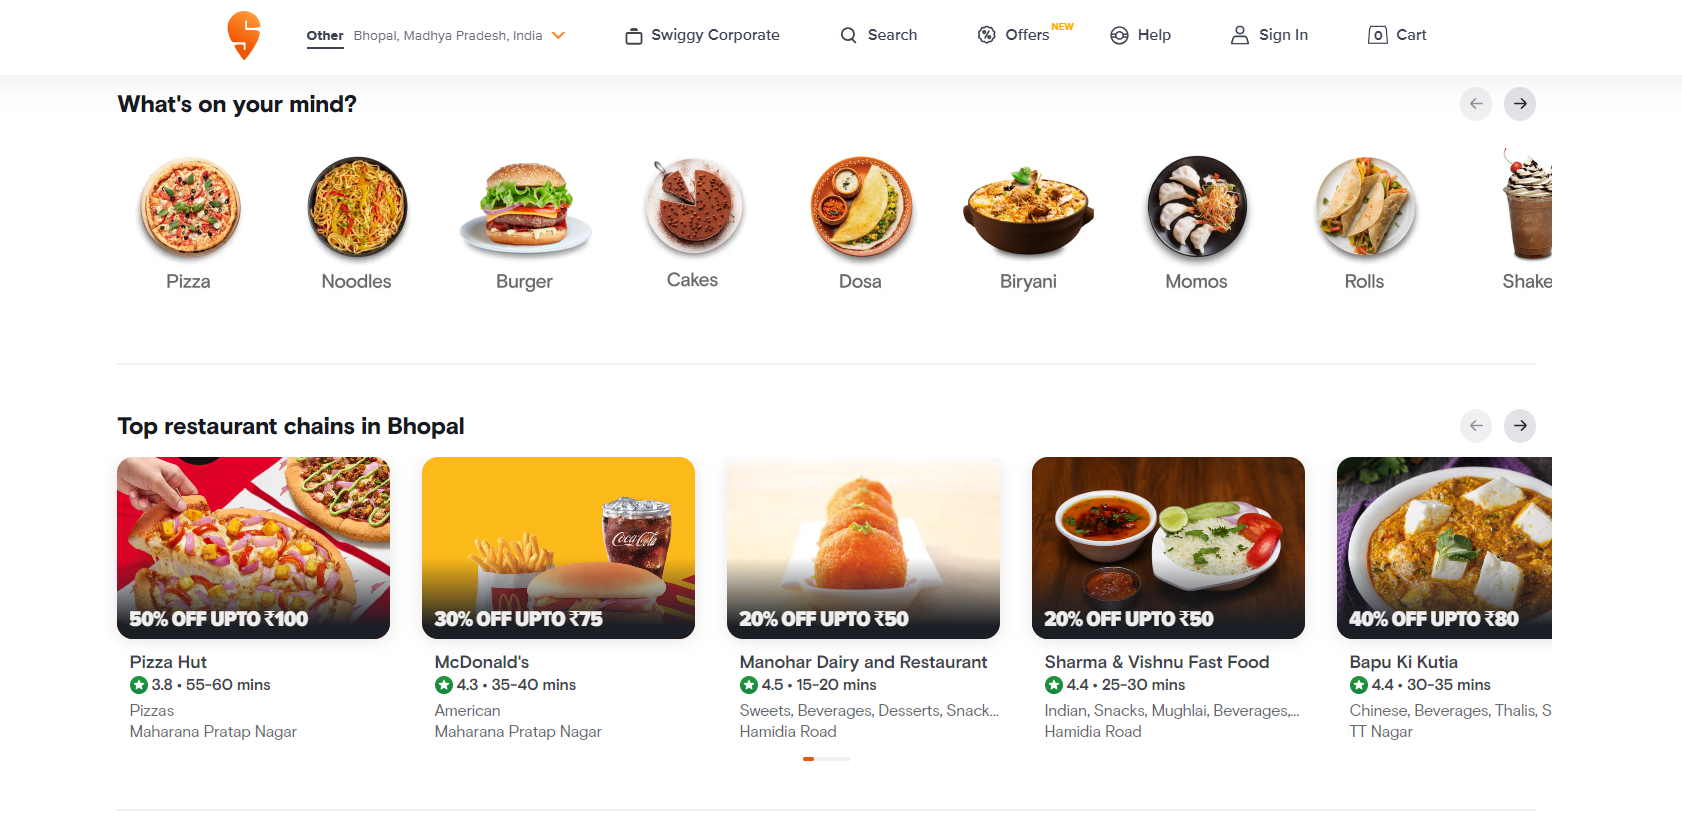 Other Bhopal, Madhya Pradesh, India Swiggy Corporate Search Offers NEW Help Sign In 0 Cart
What's on your mind?
Pizza Noodles Burger Cakes Dosa Biryani Momos Rolls Shake
Top restaurant chains in Bhopal
Coca-Cola
50% OFF UPTO ₹100 30% OFF UPTO ₹75 20% OFF UPTO ₹50 20% OFF UPTO ₹50 40% OFF UPTO ₹80
Pizza Hut McDonald's Manohar Dairy and Restaurant Sharma & Vishnu Fast Food Bapu Ki Kutia
3.8 • 55-60 mins 4.3 • 35-40 mins 4.5 • 15-20 mins 4.4 • 25-30 mins 4.4 • 30-35 mins
Pizzas American Sweets, Beverages, Desserts, Snack... Indian, Snacks, Mughlai, Beverages,... Chinese, Beverages, Thalis, S
Maharana Pratap Nagar Maharana Pratap Nagar Hamidia Road Hamidia Road TT Nagar